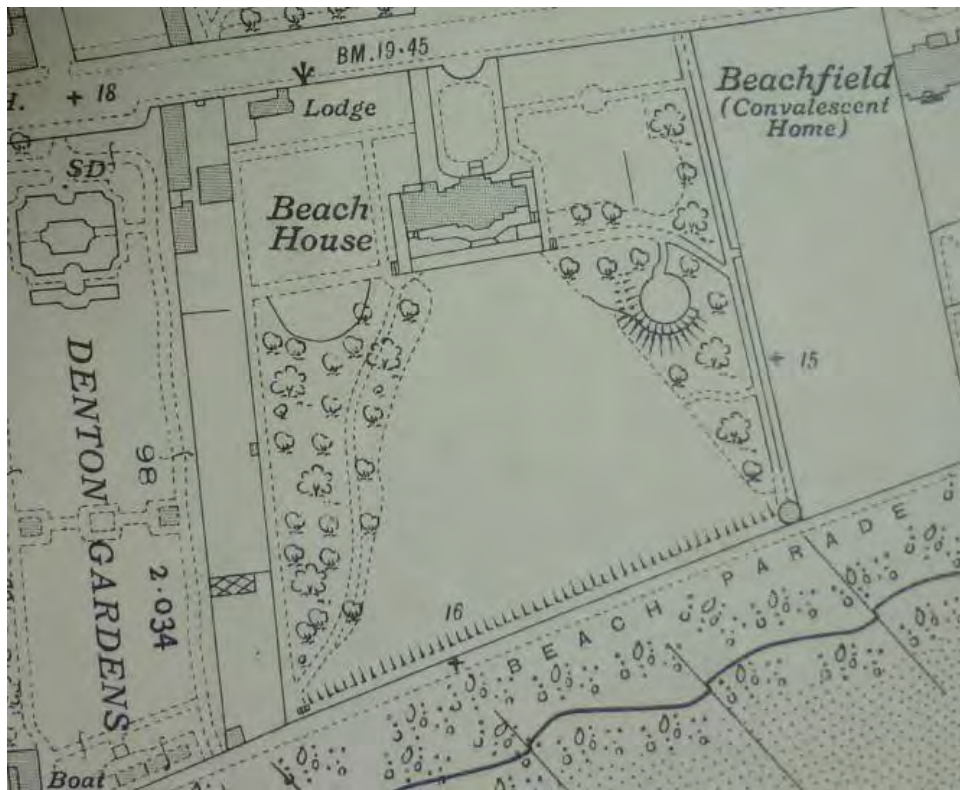 BM.19·45
H.
+ 18
Lodge
Beachfield
(Convalescent
Home)
SD
Beach
House
DENTON GARDENS
98
2·034
+ 15
16
BEACH PARADE
Boat